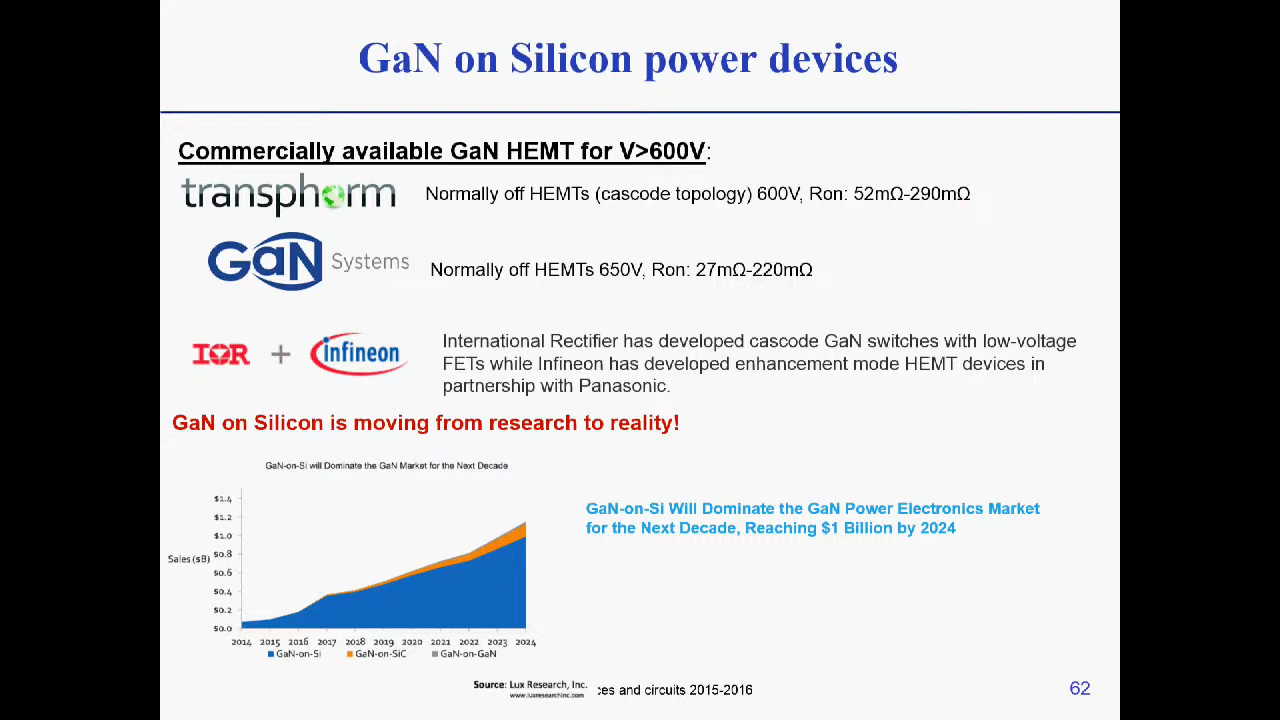 GaN on Silicon power devices
Commercially available GaN HEMT for V>600V:
transphorm
Normally off HEMTs (cascode topology) 600V, Ron: 52mΩ-290mΩ
GaN Systems
Normally off HEMTs 650V, Ron: 27mΩ-220mΩ
IOR + infineon
International Rectifier has developed cascode GaN switches with low-voltage
FETs while Infineon has developed enhancement mode HEMT devices in
partnership with Panasonic.
GaN on Silicon is moving from research to reality!
GaN-on-Si will Dominate the GaN Market for the Next Decade
$1.4
$1.2
$1.0
Sales ($B)
$0.8
$0.6
$0.4
$0.2
$0.0
2014 2015 2016 2017 2018 2019 2020 2021 2022 2023 2024
GaN-on-Si GaN-on-SiC GaN-on-GaN
GaN-on-Si Will Dominate the GaN Power Electronics Market
for the Next Decade, Reaching $1 Billion by 2024
Source: Lux Research, Inc.
www.luxresearchinc.com
ces and circuits 2015-2016
62